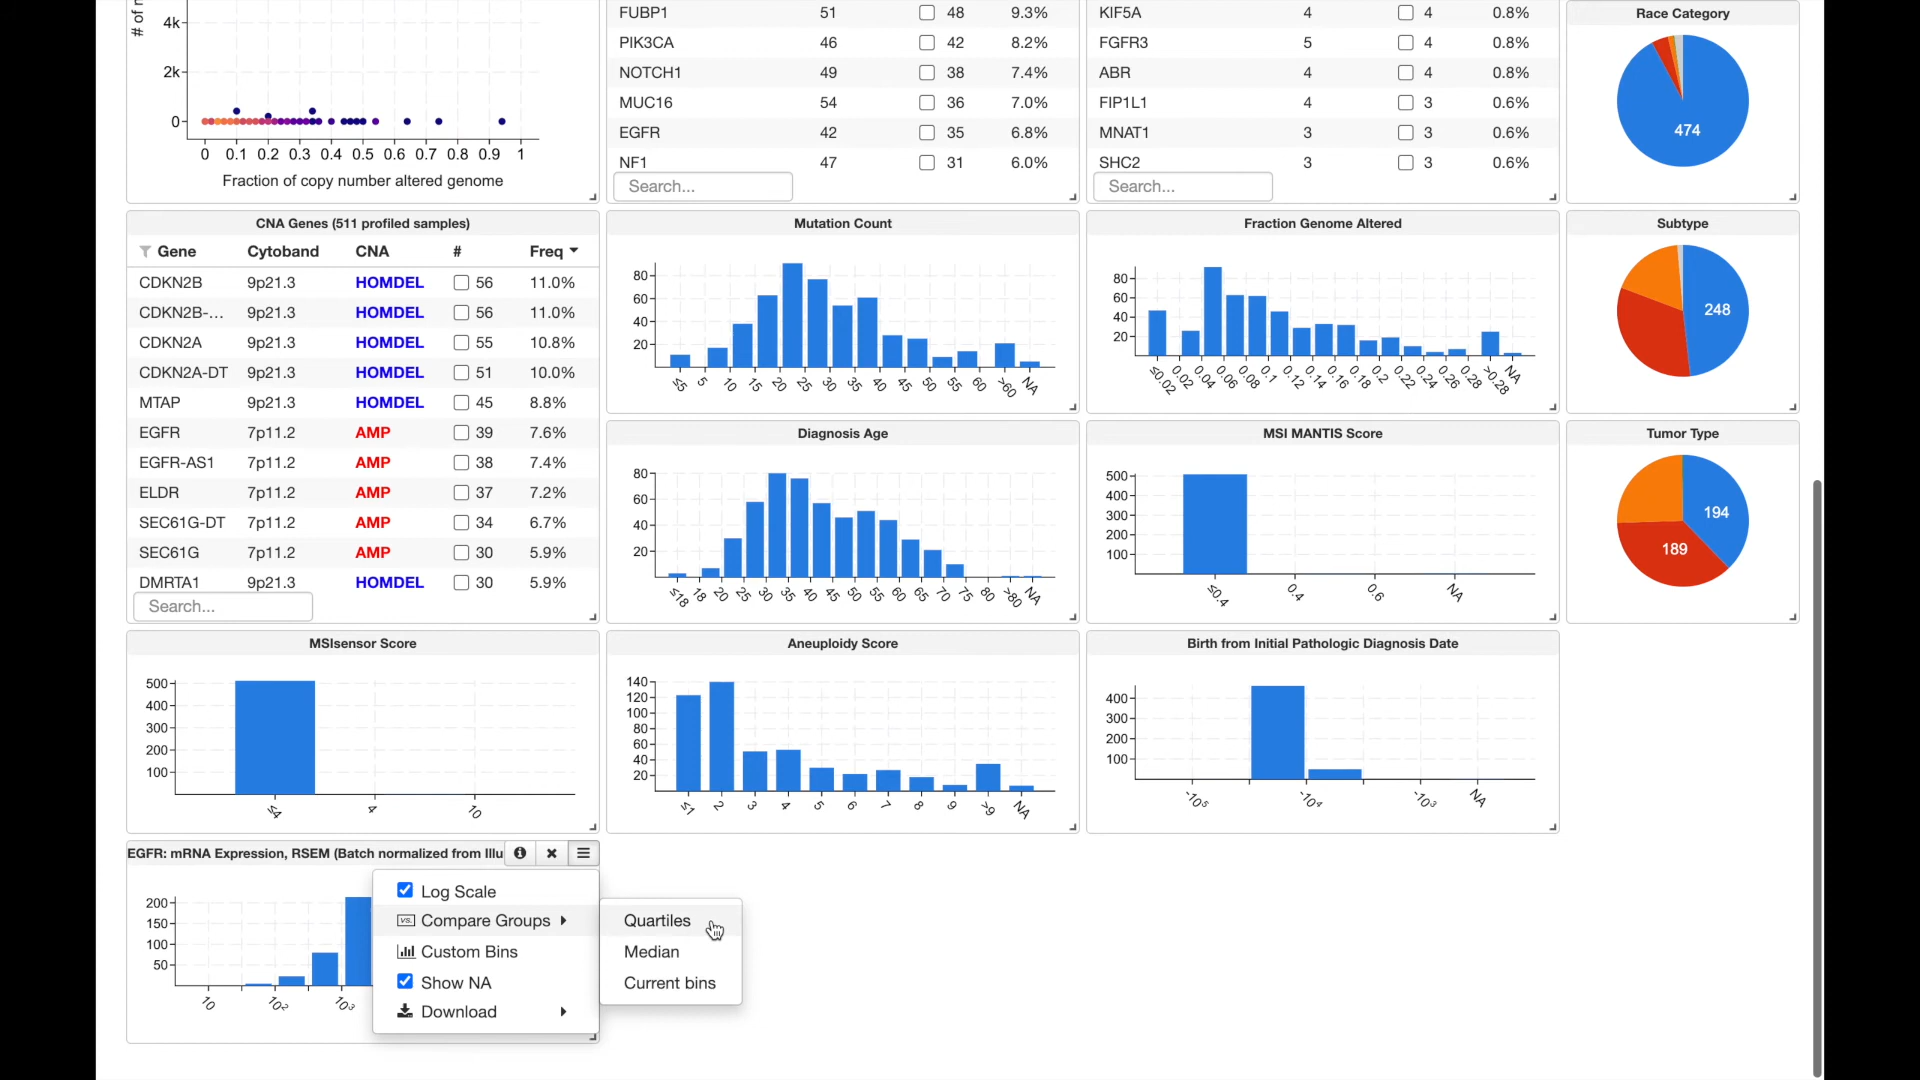 # of m
4k
2k
0
0 0.1 0.2 0.3 0.4 0.5 0.6 0.7 0.8 0.9 1
Fraction of copy number altered genome
FUBP1 51 48 9.3%
PIK3CA 46 42 8.2%
NOTCH1 49 38 7.4%
MUC16 54 36 7.0%
EGFR 42 35 6.8%
NF1 47 31 6.0%
Search...
KIF5A 4 4 0.8%
FGFR3 5 4 0.8%
ABR 4 4 0.8%
FIP1L1 4 3 0.6%
MNAT1 3 3 0.6%
SHC2 3 3 0.6%
Search...
Race Category
474
CNA Genes (511 profiled samples)
Gene Cytoband CNA # Freq
CDKN2B 9p21.3 HOMDEL 56 11.0%
CDKN2B-... 9p21.3 HOMDEL 56 11.0%
CDKN2A 9p21.3 HOMDEL 55 10.8%
CDKN2A-DT 9p21.3 HOMDEL 51 10.0%
MTAP 9p21.3 HOMDEL 45 8.8%
EGFR 7p11.2 AMP 39 7.6%
EGFR-AS1 7p11.2 AMP 38 7.4%
ELDR 7p11.2 AMP 37 7.2%
SEC61G-DT 7p11.2 AMP 34 6.7%
SEC61G 7p11.2 AMP 30 5.9%
DMRTA1 9p21.3 HOMDEL 30 5.9%
Search...
Mutation Count
80
60
40
20
≤5 5 10 15 20 25 30 35 40 45 50 55 60 >60 NA
Fraction Genome Altered
80
60
40
20
≤0.02 0.02 0.04 0.06 0.08 0.1 0.12 0.14 0.16 0.18 0.2 0.22 0.24 0.26 0.28 >0.28 NA
Subtype
248
Diagnosis Age
80
60
40
20
≤18 18 20 25 30 35 40 45 50 55 60 65 70 75 80 >80 NA
MSI MANTIS Score
500
400
300
200
100
≤0.4 0.4 0.6 NA
Tumor Type
194
189
MSIsensor Score
500
400
300
200
100
≤4 4 10
Aneuploidy Score
140
120
100
80
60
40
20
≤1 2 3 4 5 6 7 8 9 >9 NA
Birth from Initial Pathologic Diagnosis Date
400
300
200
100
-10⁵ -10⁴ -10³ NA
EGFR: mRNA Expression, RSEM (Batch normalized from Illu
200
150
100
50
10 10² 10³
Log Scale
VS. Compare Groups
Custom Bins
Show NA
Download
Quartiles
Median
Current bins